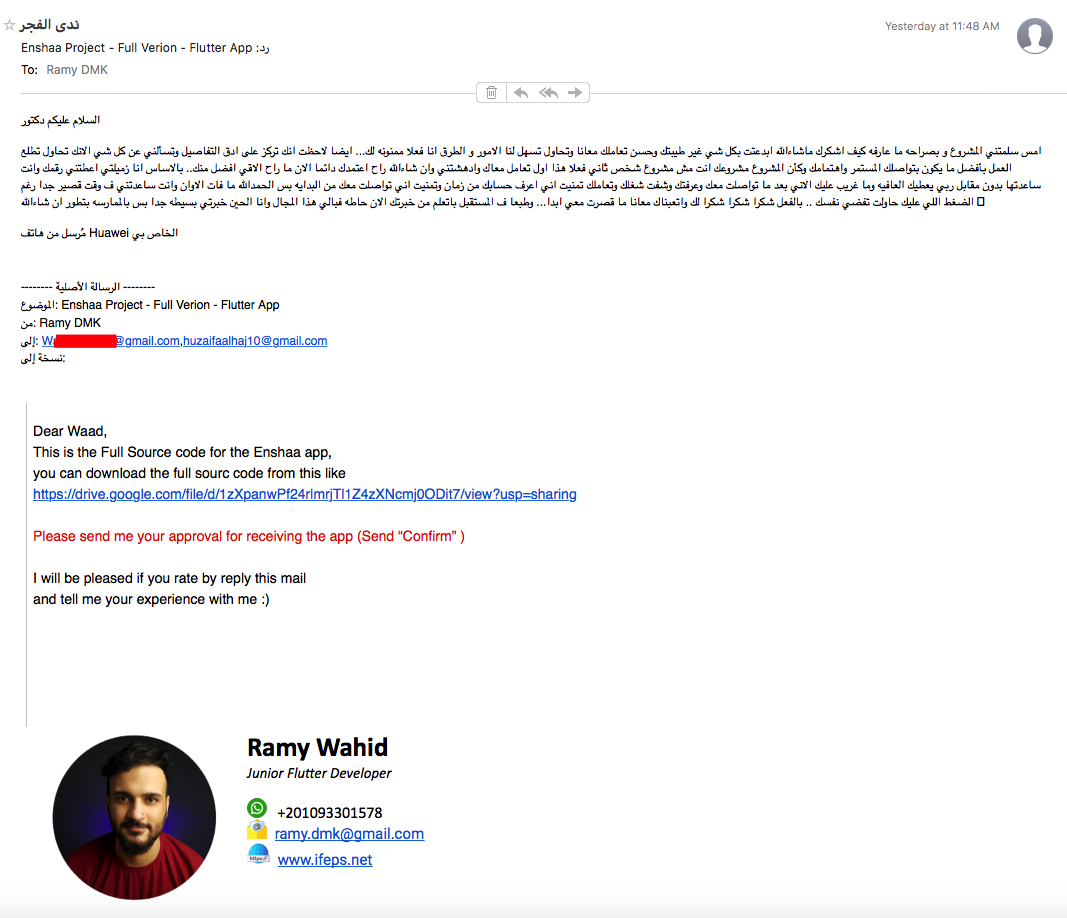 ندى الفجر
Yesterday at 11:48 AM
رد: Enshaa Project - Full Verion - Flutter App
To: Ramy DMK
السلام عليكم دكتور
امس سلمتني المشروع و بصراحه ما عارفه كيف اشكرك ماشاءالله ابدعتت بكل شي غير طيبتك وحسن تعاملك معانا وتحاول تسهل لنا الامور و الطرق انا فعلا ممنونه لك... ايضا لاحظت انك تركز على ادق التفاصيل وتسألني عن كل شي الانك تحاول تطلع
العمل بأفضل ما يكون بتواصلك المستمر واهتمامك وكأن المشروع مشروعك انت مش مشروع شخص ثاني فعلا هذا اول تعامل معاك وادهشتني وان شاءالله راح اعتمدك دائما الان ما راح الاقي افضل منك.. بالاساس انا زميلتي اعطتني رقمك وانت
ساعدتها بدون مقابل ربي يعطيك العافيه وما غريب عليك الاتي بعد ما تواصلت معك وعرفتك وشفت شغلك وتعاملك تمنيت اني اعرف حسابك من زمان وتمنيت اني تواصلت معك من البدايه بس الحمدالله ما فات الاوان وانت ساعدتني ف وقت قصير جدا رغم
الضغط اللي عليك حاولت تفضي نفسك .. بالفعل شكرا شكرا شكرا لك واتعبناك معانا ما قصرت معي ابدا... وطبعا ف المستقبل باتعلم من خبرتك الان حاطه فبالي هذا المجال وانا الحين خبرتي بسيطه جدا بس بالممارسه بتطور ان شاءالله
مُرسل من هاتف Huawei الخاص بي
-------- الرسالة الأصلية --------
الموضوع: Enshaa Project - Full Verion - Flutter App
من: Ramy DMK
إلى: W @gmail.com,huzaifaalhaj10@gmail.com
نسخة إلى:
Dear Waad,
This is the Full Source code for the Enshaa app,
you can download the full sourc code from this like
https://drive.google.com/file/d/1zXpanwPf24rlmrjTl1Z4zXNcmj0ODit7/view?usp=sharing
Please send me your approval for receiving the app (Send “Confirm” )
I will be pleased if you rate by reply this mail
and tell me your experience with me :)
Ramy Wahid
Junior Flutter Developer
+201093301578
ramy.dmk@gmail.com
www.ifeps.net